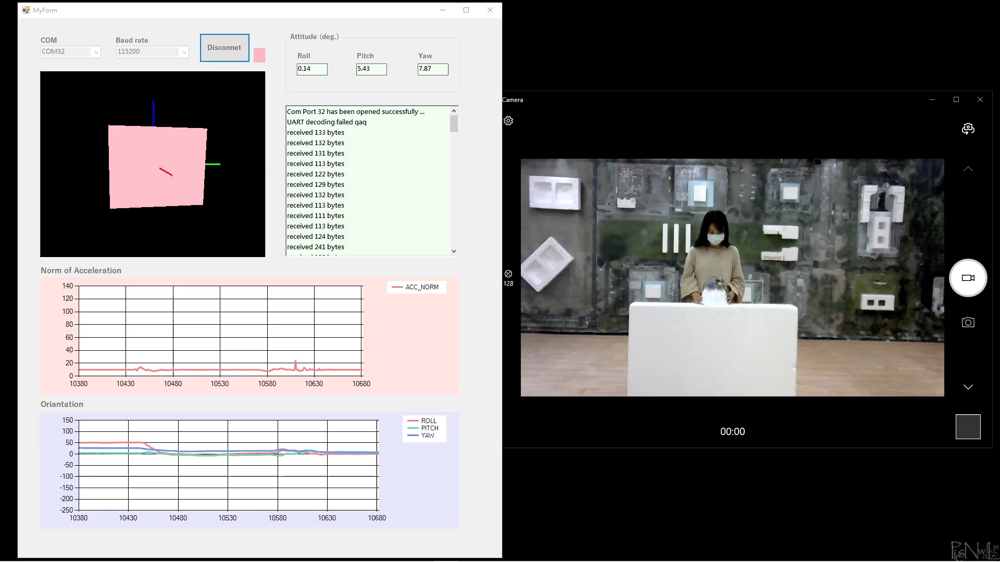 MyForm
COM
Baud rate
COM32
115200
Disconnet
Attitude (deg.)
Roll
Pitch
Yaw
0.14
5.43
7.87
Com Port 32 has been opened successfully ...
UART decoding failed qaq
received 133 bytes
received 132 bytes
received 131 bytes
received 113 bytes
received 122 bytes
received 129 bytes
received 132 bytes
received 113 bytes
received 111 bytes
received 113 bytes
received 124 bytes
received 241 bytes
Norm of Acceleration
140
120
100
80
60
40
20
0
10380
10430
10480
10530
10580
10630
10680
ACC_NORM
Oriantation
150
100
50
0
-50
-100
-150
-200
-250
10380
10430
10480
10530
10580
10630
10680
ROLL
PITCH
YAW
Camera
128
00:00